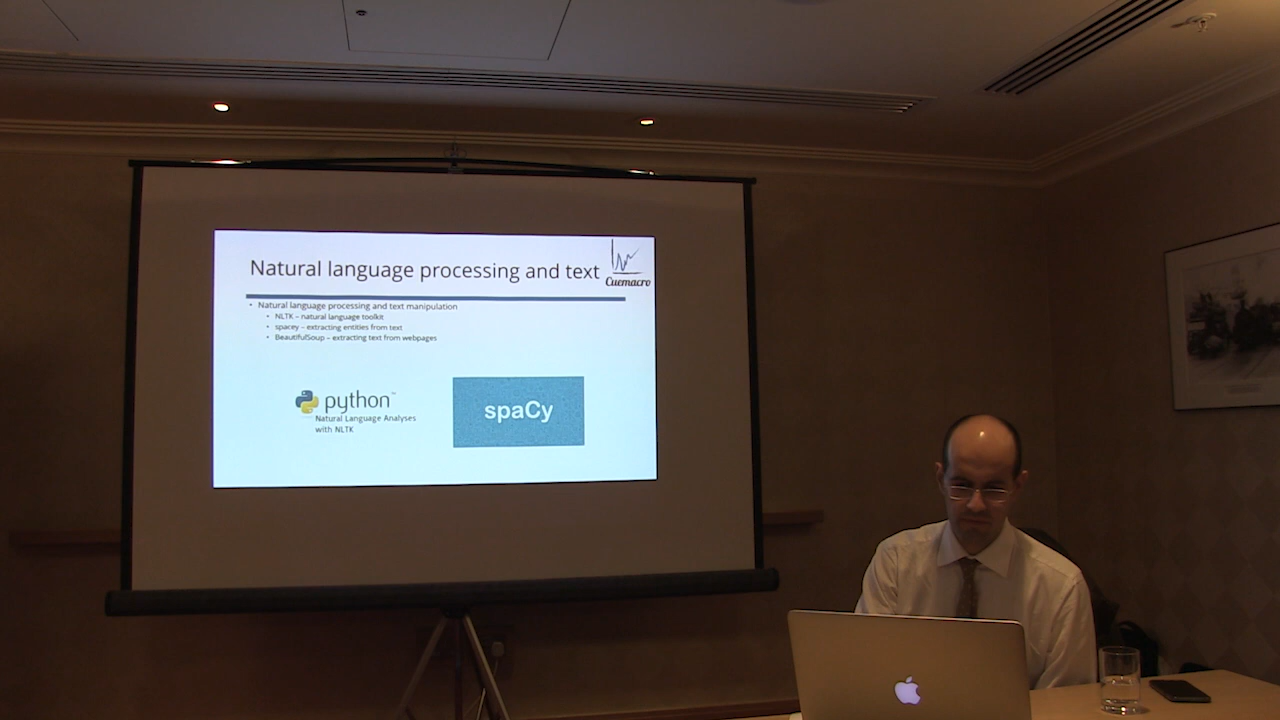 Natural language processing and text
Cuemacro
• Natural language processing and text manipulation
• NLTK – natural language toolkit
• spacey – extracting entities from text
• BeautifulSoup – extracting text from webpages
python™
Natural Language Analyses
with NLTK
spaCy